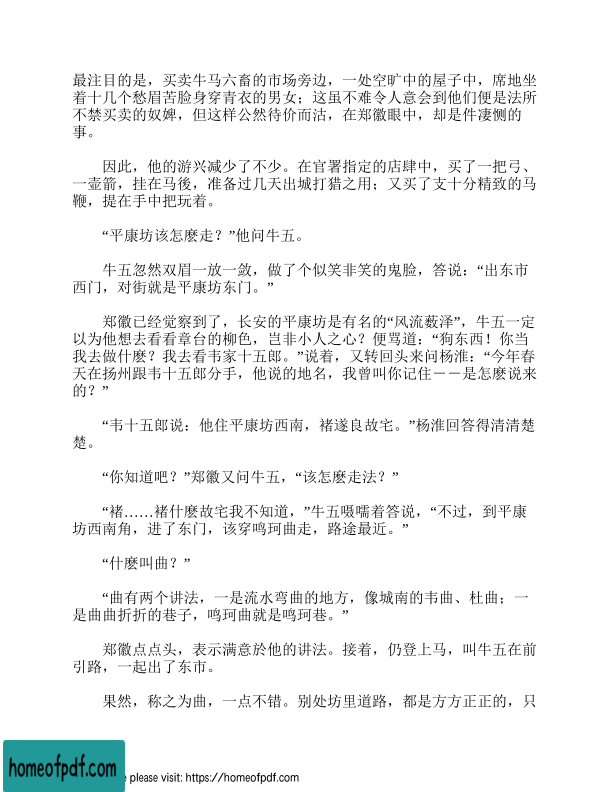 最注目的是，买卖牛马六畜的市场旁边，一处空旷中的屋子中，席地坐
着十几个愁眉苦脸身穿青衣的男女；这虽不难令人意会到他们便是法所
不禁买卖的奴婢，但这样公然待价而沽，在郑徽眼中，却是件凄恻的
事。
因此，他的游兴减少了不少。在官署指定的店肆中，买了一把弓、
一壶箭，挂在马後，准备过几天出城打猎之用；又买了支十分精致的马
鞭，提在手中把玩着。
“平康坊该怎麽走？”他问牛五。
牛五忽然双眉一放一敛，做了个似笑非笑的鬼脸，答说：“出东市
西门，对街就是平康坊东门。”
郑徽已经觉察到了，长安的平康坊是有名的“风流薮泽”，牛五一定
以为他想去看看章台的柳色，岂非小人之心？便骂道：“狗东西！你当
我去做什麽？我去看韦家十五郎。”说着，又转回头来问杨淮：“今年春
天在扬州跟韦十五郎分手，他说的地名，我曾叫你记住－－是怎麽说来
的？”
“韦十五郎说：他住平康坊西南，褚遂良故宅。”杨淮回答得清清楚
楚。
“你知道吧？”郑徽又问牛五，“该怎麽走法？”
“褚……褚什麽故宅我不知道，”牛五嗫嚅着答说，“不过，到平康
坊西南角，进了东门，该穿鸣珂曲走，路途最近。”
“什麽叫曲？”
“曲有两个讲法，一是流水弯曲的地方，像城南的韦曲、杜曲；一
是曲曲折折的巷子，鸣珂曲就是鸣珂巷。”
郑徽点点头，表示满意於他的讲法。接着，仍登上马，叫牛五在前
引路，一起出了东市。
果然，称之为曲，一点不错。别处坊里道路，都是方方正正的，只
homeofpdf.com
e please visit: https://homeofpdf.com